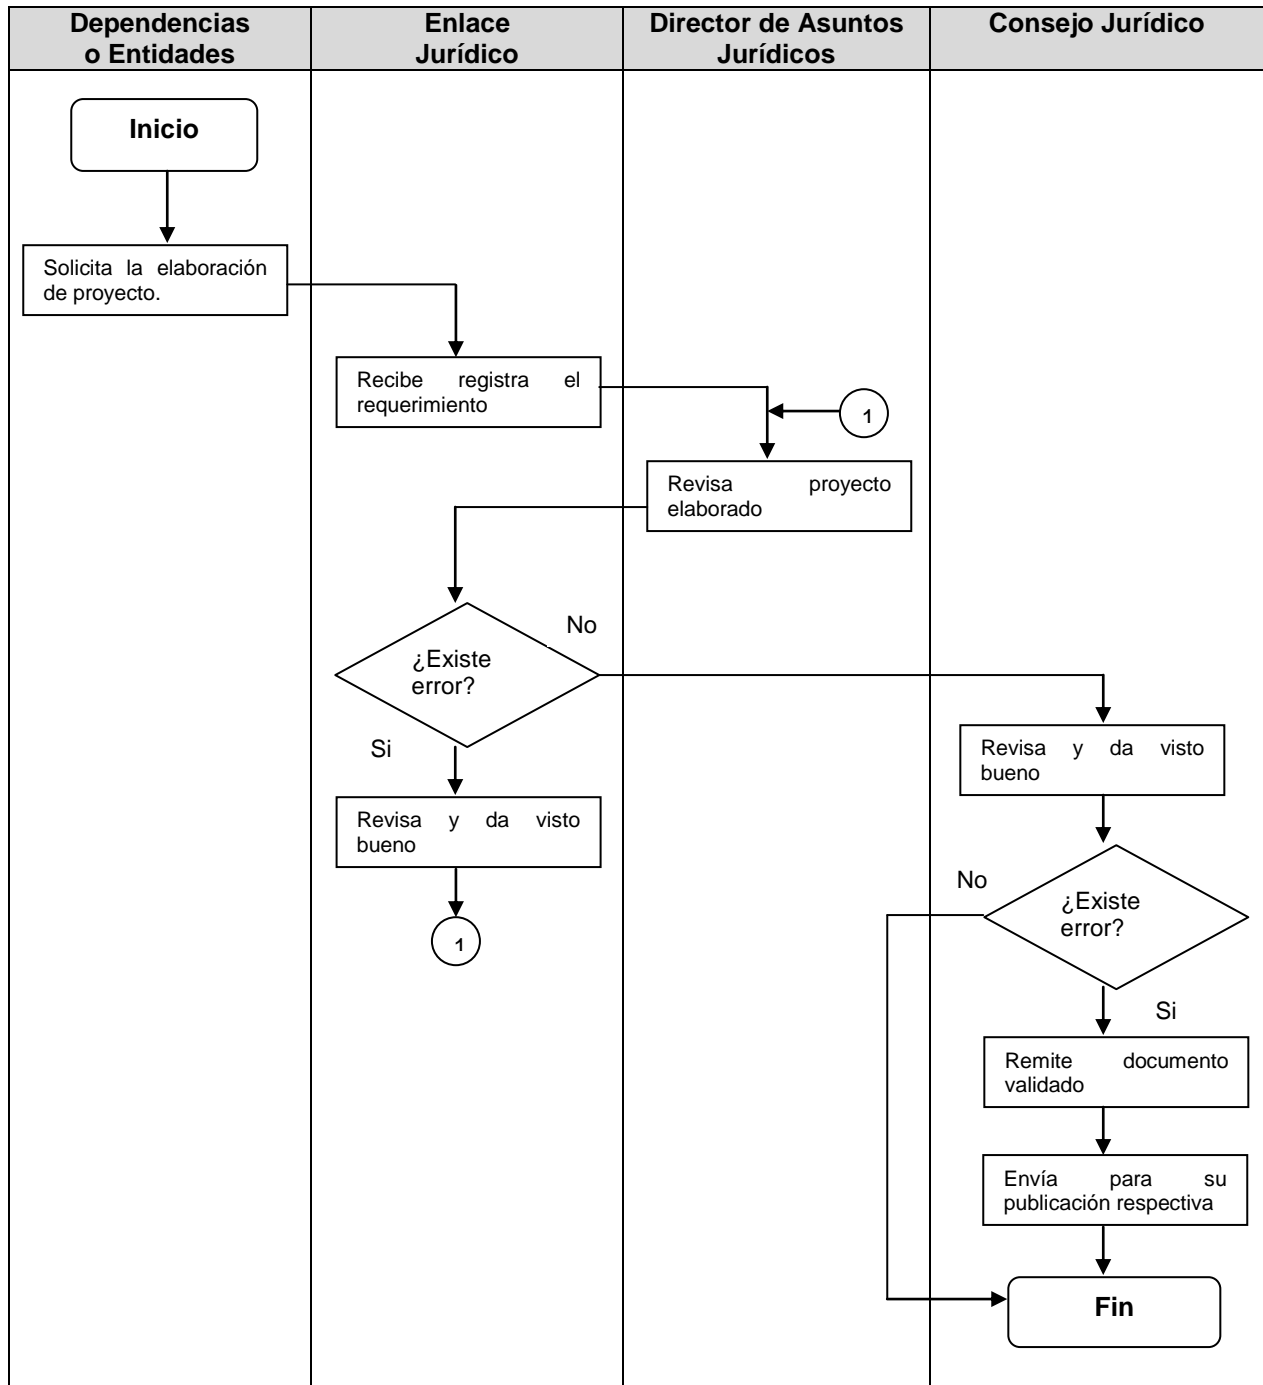 Dependencias
o Entidades
Enlace
Jurídico
Director de Asuntos
Jurídicos
Consejo Jurídico
Inicio
Solicita la elaboración
de proyecto.
Recibe registra el
requerimiento
1
Revisa proyecto
elaborado
No
¿Existe
error?
Si
Revisa y da visto
bueno
Revisa y da visto
bueno
1
No
¿Existe
error?
Si
Remite documento
validado
Envía para su
publicación respectiva
Fin